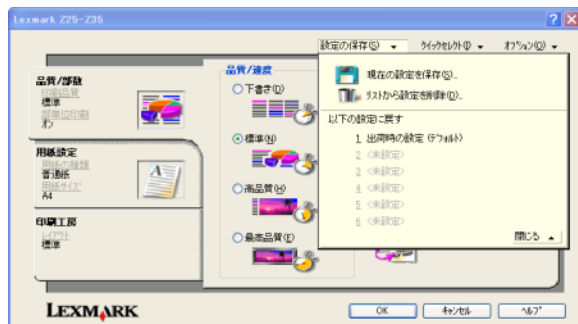 Lexmark Z25-Z35
設定の保存(S)
クイックセレクト(I)
オプション(O)
品質/部数
印刷品質
標準
部単位印刷
オン
用紙設定
用紙の種類
普通紙
用紙サイズ
A4
印刷工房
レイアウト
標準
品質/速度
下書き(D)
標準(N)
高品質(H)
最高品質(E)
現在の設定を保存(S)...
リストから設定を削除(D)...
以下の設定に戻す
1 出荷時の設定 (デフォルト)
2 <未設定>
3 <未設定>
4 <未設定>
5 <未設定>
6 <未設定>
閉じる
LEXMARK
OK
キャンセル
ヘルプ